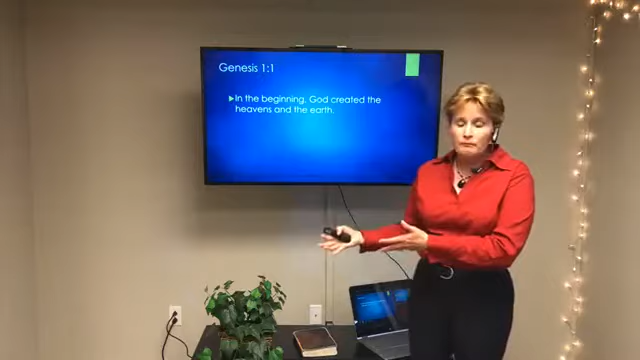 Genesis 1:1
In the beginning, God created the
heavens and the earth.